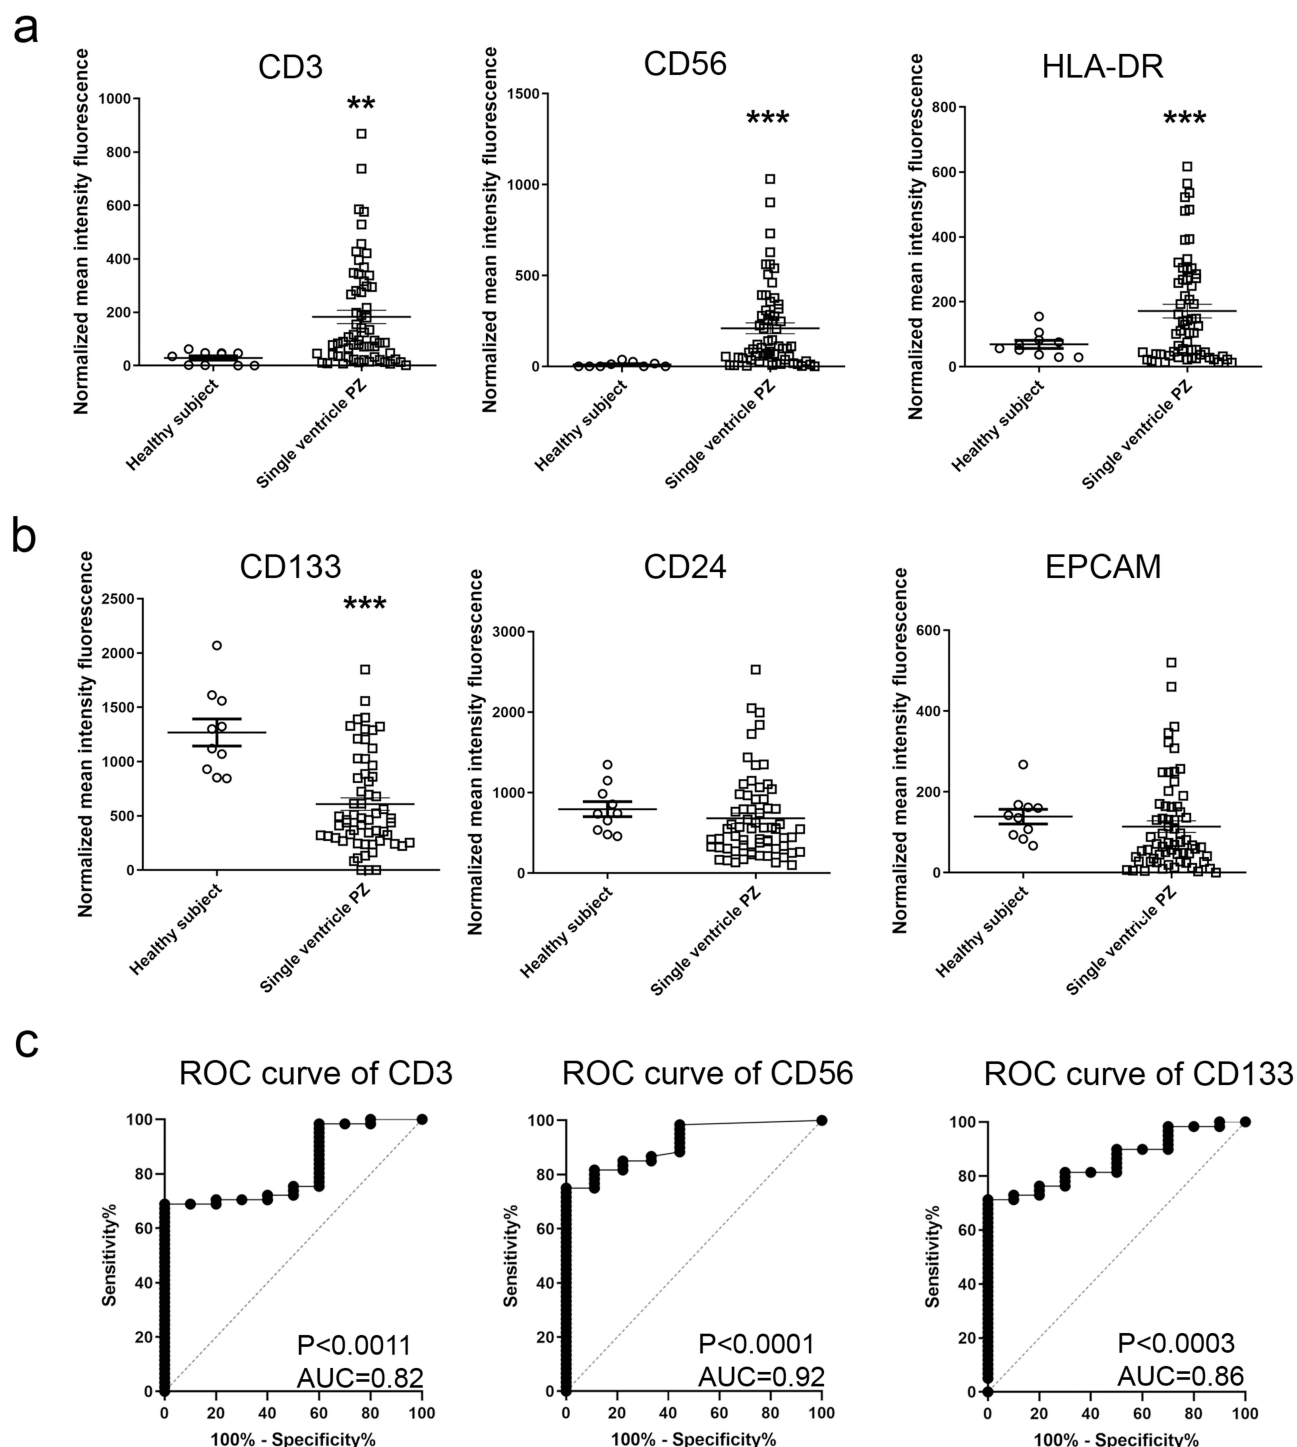 a
CD3
CD56
HLA-DR
Normalized mean intensity fluorescence
1000
800
600
400
200
0
**
Healthy subject
Single ventricle PZ
Normalized mean intensity fluorescence
1500
1000
500
0
***
Healthy subject
Single ventricle PZ
Normalized mean intensity fluorescence
800
600
400
200
0
***
Healthy subject
Single ventricle PZ
b
CD133
CD24
EPCAM
Normalized mean intensity fluorescence
2500
2000
1500
1000
500
0
***
Healthy subject
Single ventricle PZ
Normalized mean intensity fluorescence
3000
2000
1000
0
Healthy subject
Single ventricle PZ
Normalized mean intensity fluorescence
600
400
200
0
Healthy subject
Single ventricle PZ
c
ROC curve of CD3
ROC curve of CD56
ROC curve of CD133
Sensitivity%
100
80
60
40
20
0
P<0.0011
AUC=0.82
0 20 40 60 80 100
100% - Specificity%
Sensitivity%
100
80
60
40
20
0
P<0.0001
AUC=0.92
0 20 40 60 80 100
100% - Specificity%
Sensitivity%
100
80
60
40
20
0
P<0.0003
AUC=0.86
0 20 40 60 80 100
100% - Specificity%